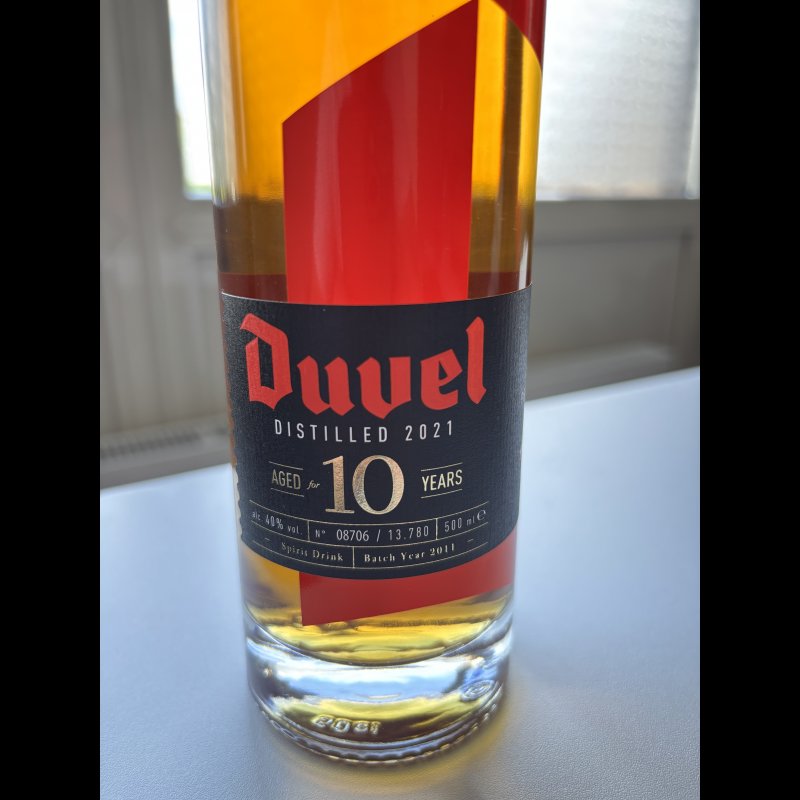 Duvel
DISTILLED 2021
AGED for 10 YEARS
alc. 40% vol. N° 08706 / 13.780 500 ml ℮
Spirit Drink Batch Year 2011